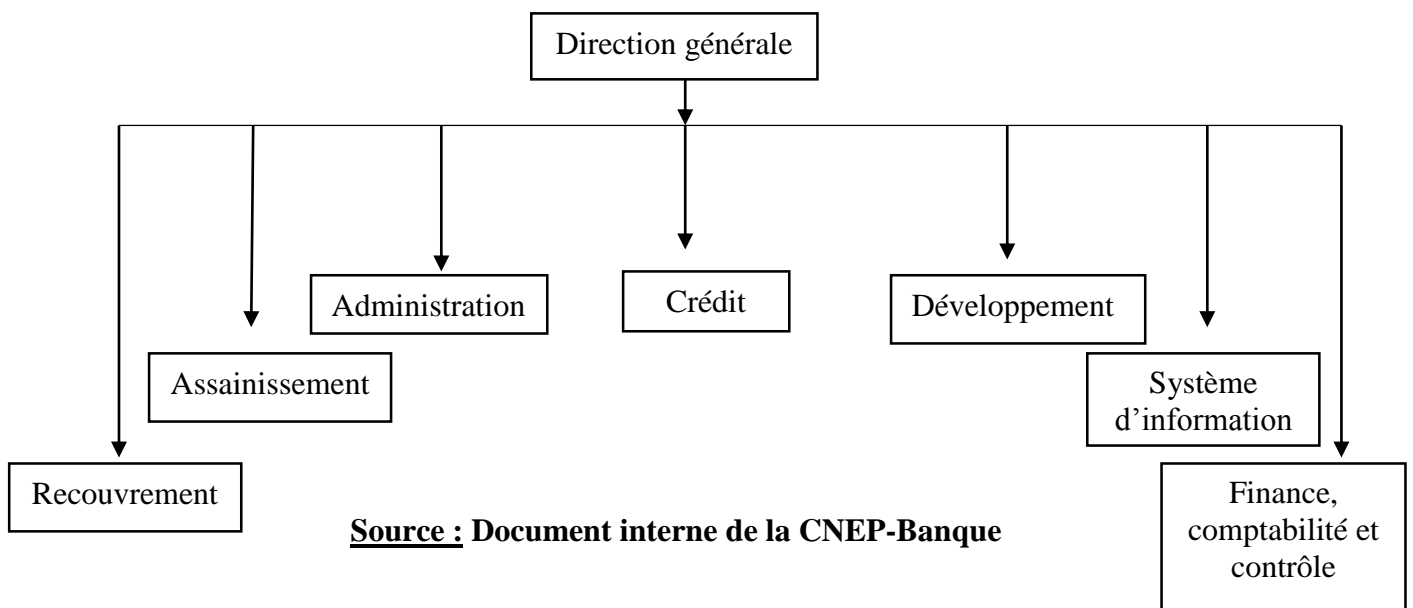 Direction générale
Administration
Crédit
Développement
Assainissement
Système
d’information
Recouvrement
Finance,
comptabilité et
contrôle
Source : Document interne de la CNEP-Banque